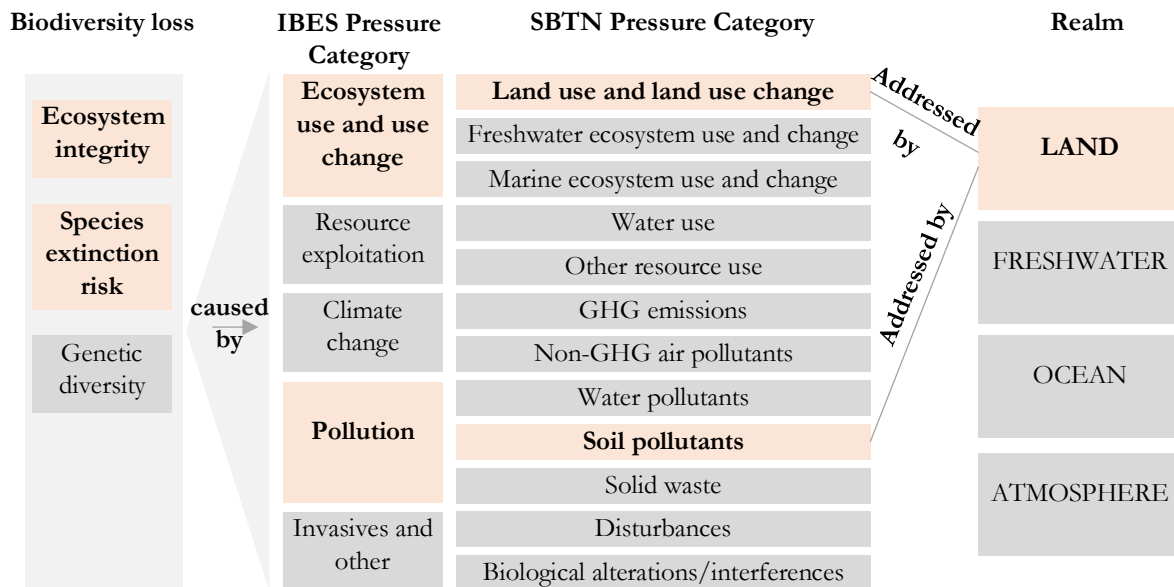 Biodiversity loss
Ecosystem
integrity
Species
extinction
risk
Genetic
diversity
caused
by
IBES Pressure
Category
Ecosystem
use and use
change
Resource
exploitation
Climate
change
Pollution
Invasives and
other
SBTN Pressure Category
Land use and land use change
Freshwater ecosystem use and change
Marine ecosystem use and change
Water use
Other resource use
GHG emissions
Non-GHG air pollutants
Water pollutants
Soil pollutants
Solid waste
Disturbances
Biological alterations/interferences
Addressed
by
Addressed by
Realm
LAND
FRESHWATER
OCEAN
ATMOSPHERE